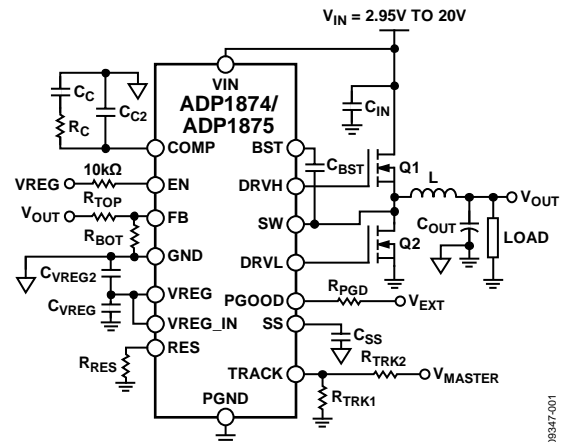 VIN = 2.95V TO 20V
VIN
ADP1874/
ADP1875
CC
CC2
RC
CIN
COMP
BST
CBST
Q1
L
10kΩ
VREG
EN
DRVH
VOUT
RTOP
VOUT
FB
SW
COUT
LOAD
RBOT
Q2
GND
DRVL
CVREG2
RPGD
VREG
PGOOD
VEXT
CVREG
VREG_IN
SS
CSS
RES
RRES
RTRK2
TRACK
VMASTER
RTRK1
PGND
09347-001